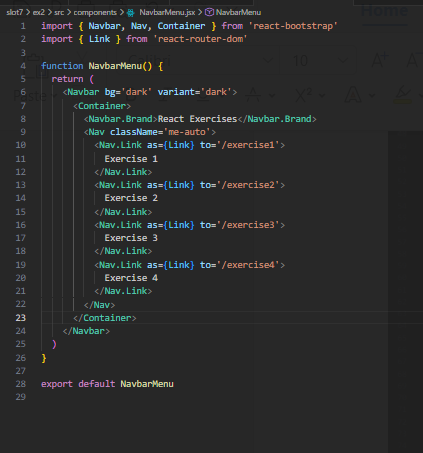 slot7 > ex2 > src > components > NavbarMenu.jsx > NavbarMenu
1 import { Navbar, Nav, Container } from 'react-bootstrap'
2 import { Link } from 'react-router-dom'
3
4 function NavbarMenu() {
5   return (
6     <Navbar bg='dark' variant='dark'>
7       <Container>
8         <Navbar.Brand>React Exercises</Navbar.Brand>
9         <Nav className='me-auto'>
10           <Nav.Link as={Link} to='/exercise1'>
11             Exercise 1
12           </Nav.Link>
13           <Nav.Link as={Link} to='/exercise2'>
14             Exercise 2
15           </Nav.Link>
16           <Nav.Link as={Link} to='/exercise3'>
17             Exercise 3
18           </Nav.Link>
19           <Nav.Link as={Link} to='/exercise4'>
20             Exercise 4
21           </Nav.Link>
22         </Nav>
23       </Container>
24     </Navbar>
25   )
26 }
27
28 export default NavbarMenu
29
Home
10